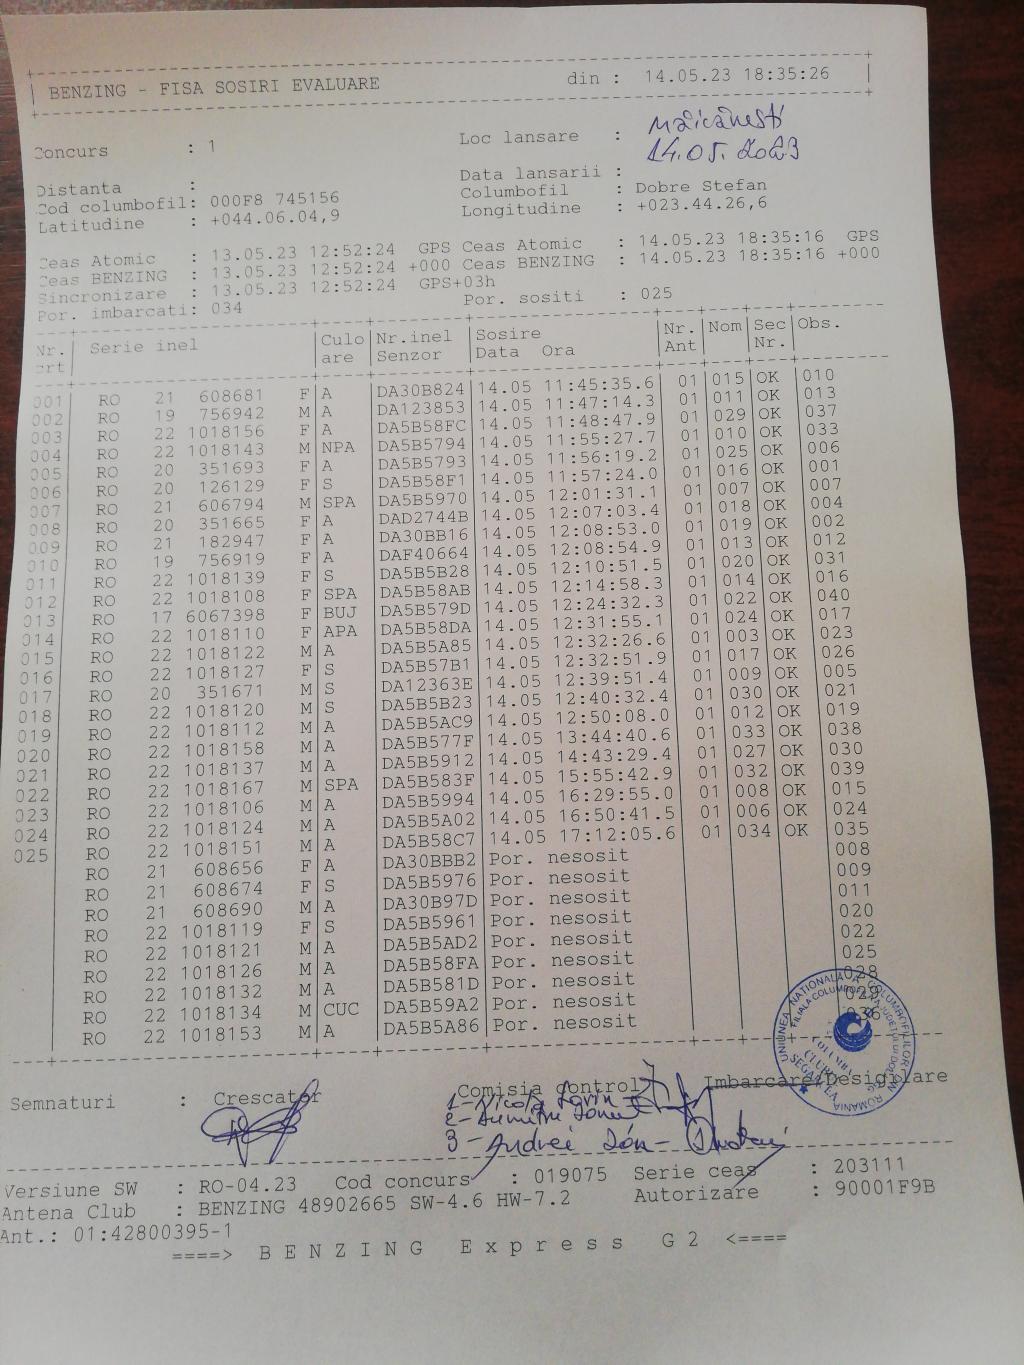 BENZING - FISA SOSIRI EVALUARE din : 14.05.23 18:35:26
Concurs : 1 Loc lansare : Măicănești
14.05.2023
Distanta : Data lansarii :
Cod columbofil: 000F8 745156 Columbofil : Dobre Stefan
Latitudine : +044.06.04,9 Longitudine : +023.44.26,6
Ceas Atomic : 13.05.23 12:52:24 GPS Ceas Atomic : 14.05.23 18:35:16 GPS
Ceas BENZING : 13.05.23 12:52:24 +000 Ceas BENZING : 14.05.23 18:35:16 +000
Sincronizare : 13.05.23 12:52:24 GPS+03h
Por. imbarcati: 034 Por. sositi : 025
Nr. Serie inel Culo Nr.inel Sosire Nr. Nom Sec Obs.
crt are Senzor Data Ora Ant Nr.
001 RO 21 608681 F A DA30B824 14.05 11:45:35.6 01 015 OK 010
002 RO 19 756942 M A DA123853 14.05 11:47:14.3 01 011 OK 013
003 RO 22 1018156 F A DA5B58FC 14.05 11:48:47.9 01 029 OK 037
004 RO 22 1018143 M NPA DA5B5794 14.05 11:55:27.7 01 010 OK 033
005 RO 20 351693 F A DA5B5793 14.05 11:56:19.2 01 025 OK 006
006 RO 20 126129 F S DA5B58F1 14.05 11:57:24.0 01 016 OK 001
007 RO 21 606794 M SPA DA5B5970 14.05 12:01:31.1 01 007 OK 007
008 RO 20 351665 F A DAD2744B 14.05 12:07:03.4 01 018 OK 004
009 RO 21 182947 F A DA30BB16 14.05 12:08:53.0 01 019 OK 002
010 RO 19 756919 F A DAF40664 14.05 12:08:54.9 01 013 OK 012
011 RO 22 1018139 F S DA5B5B28 14.05 12:10:51.5 01 020 OK 031
012 RO 22 1018108 F SPA DA5B58AB 14.05 12:14:58.3 01 014 OK 016
013 RO 17 6067398 F BUJ DA5B579D 14.05 12:24:32.3 01 022 OK 040
014 RO 22 1018110 F APA DA5B58DA 14.05 12:31:55.1 01 024 OK 017
015 RO 22 1018122 M A DA5B5A85 14.05 12:32:26.6 01 003 OK 023
016 RO 22 1018127 F S DA5B57B1 14.05 12:32:51.9 01 017 OK 026
017 RO 20 351671 M S DA12363E 14.05 12:39:51.4 01 009 OK 005
018 RO 22 1018120 M S DA5B5B23 14.05 12:40:32.4 01 030 OK 021
019 RO 22 1018112 M A DA5B5AC9 14.05 12:50:08.0 01 012 OK 019
020 RO 22 1018158 M A DA5B577F 14.05 13:44:40.6 01 033 OK 038
021 RO 22 1018137 M A DA5B5912 14.05 14:43:29.4 01 027 OK 030
022 RO 22 1018167 M SPA DA5B583F 14.05 15:55:42.9 01 032 OK 039
023 RO 22 1018106 M A DA5B5994 14.05 16:29:55.0 01 008 OK 015
024 RO 22 1018124 M A DA5B5A02 14.05 16:50:41.5 01 006 OK 024
025 RO 22 1018151 M A DA5B58C7 14.05 17:12:05.6 01 034 OK 035
RO 21 608656 F A DA30BBB2 Por. nesosit 008
RO 21 608674 F S DA5B5976 Por. nesosit 009
RO 21 608690 M A DA30B97D Por. nesosit 011
RO 22 1018119 F S DA5B5961 Por. nesosit 020
RO 22 1018121 M A DA5B5AD2 Por. nesosit 022
RO 22 1018126 M A DA5B58FA Por. nesosit 025
RO 22 1018132 M A DA5B581D Por. nesosit 028
RO 22 1018134 M CUC DA5B59A2 Por. nesosit 029
RO 22 1018153 M A DA5B5A86 Por. nesosit 036
UNIUNEA NATIONALA A COLUMBOFILILOR DIN ROMANIA
COLUMBA
CLUB
SEGARCEA
Semnaturi : Crescator Comisia control Imbarcare/Desigilare
1-Nicola Sorin
2-Dumitru Ionut
3-Andrei Ion-
Versiune SW : RO-04.23 Cod concurs : 019075 Serie ceas : 203111
Antena Club : BENZING 48902665 SW-4.6 HW-7.2 Autorizare : 90001F9B
Ant.: 01:42800395-1
====> BENZING Express G2 <====